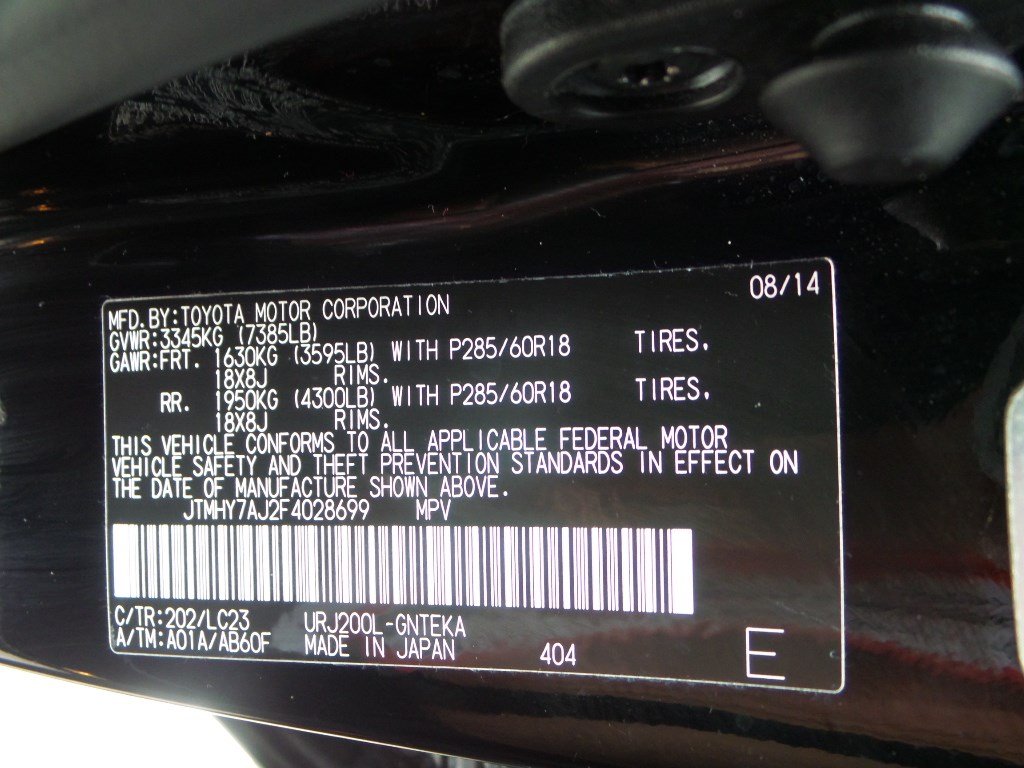 08/14
MFD.BY:TOYOTA MOTOR CORPORATION
GVWR:3345KG (7385LB)
GAWR:FRT. 1630KG (3595LB) WITH P285/60R18 TIRES.
18X8J RIMS.
RR. 1950KG (4300LB) WITH P285/60R18 TIRES.
18X8J RIMS.
THIS VEHICLE CONFORMS TO ALL APPLICABLE FEDERAL MOTOR
VEHICLE SAFETY AND THEFT PREVENTION STANDARDS IN EFFECT ON
THE DATE OF MANUFACTURE SHOWN ABOVE.
JTMHY7AJ2F4028699 MPV
C/TR:202/LC23 URJ200L-GNTEKA
A/TM:A01A/AB60F MADE IN JAPAN 404 E